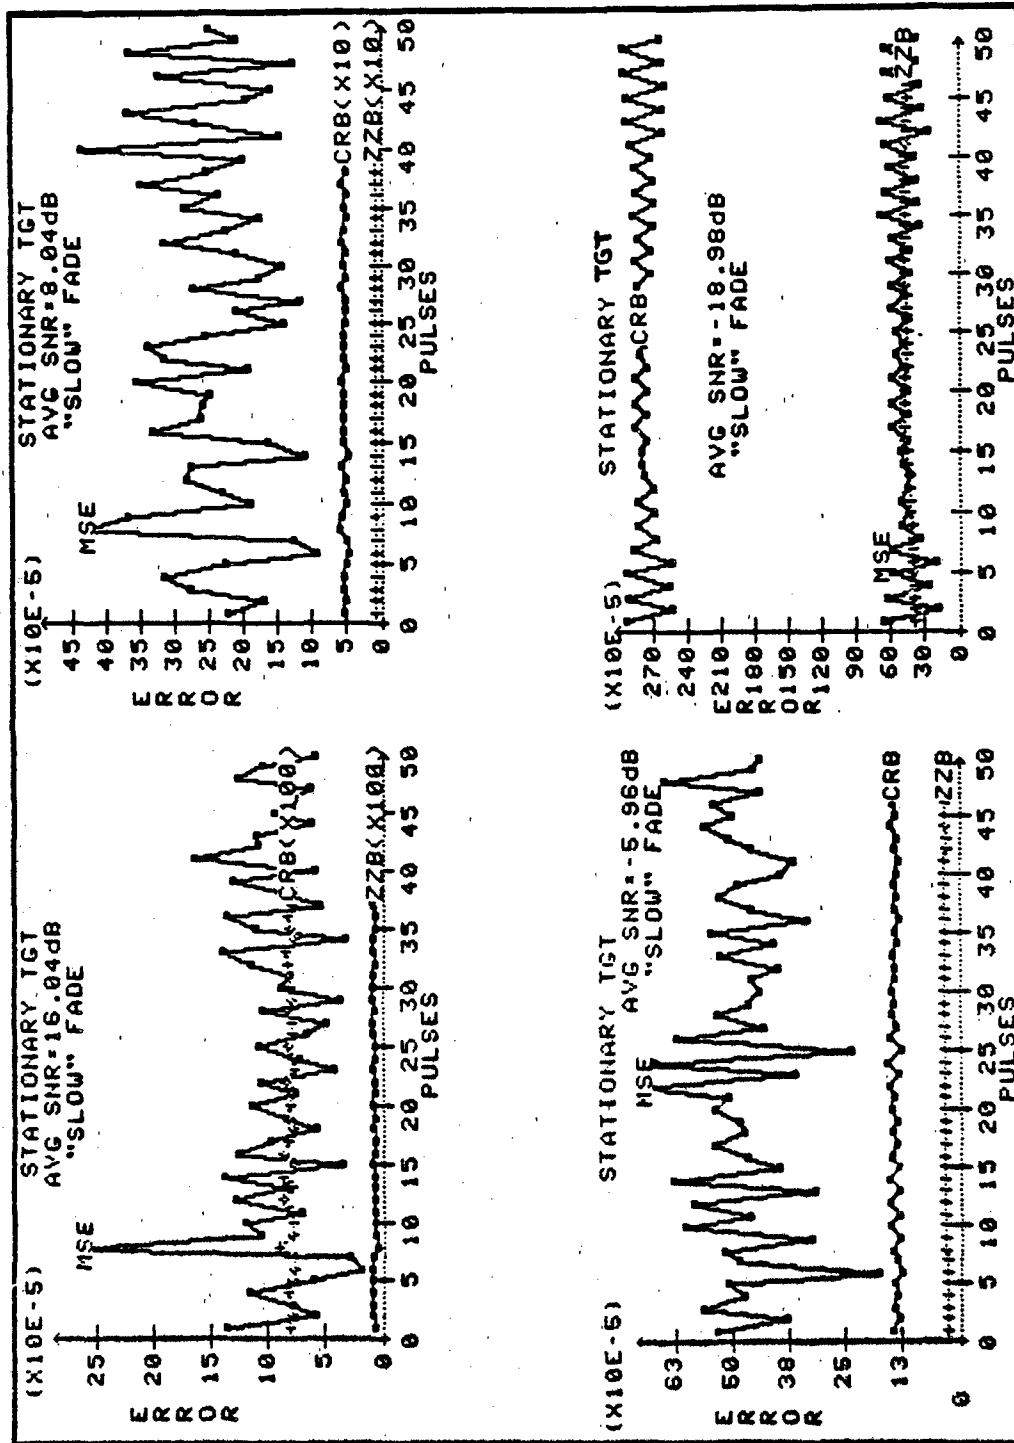 STATIONARY TGT
AVG SNR=16.04dB
"SLOW" FADE
(X10E-5)
MSE
25
20
15
10
5
0
ERROR
CRB(X100)
ZZB(X100)
0 5 10 15 20 25 30 35 40 45 50
PULSES
STATIONARY TGT
AVG SNR=8.04dB
"SLOW" FADE
(X10E-5)
MSE
45
40
35
30
25
20
15
10
5
0
ERROR
CRB(X10)
ZZB(X10)
0 5 10 15 20 25 30 35 40 45 50
PULSES
STATIONARY TGT
AVG SNR=-5.96dB
"SLOW" FADE
(X10E-5)
MSE
63
50
38
25
13
0
ERROR
CRB
ZZB
0 5 10 15 20 25 30 35 40 45 50
PULSES
STATIONARY TGT
(X10E-5)
CRB
AVG SNR=-18.98dB
"SLOW" FADE
270
240
210
180
150
120
90
60
30
0
ERROR
MSE
ZZB
0 5 10 15 20 25 30 35 40 45 50
PULSES